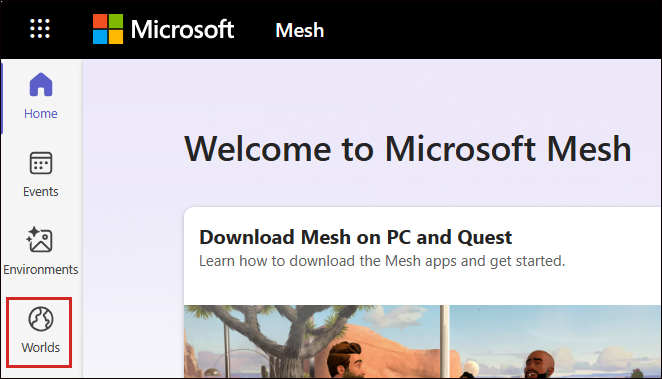 Microsoft Mesh
Home
Events
Environments
Worlds
Welcome to Microsoft Mesh
Download Mesh on PC and Quest
Learn how to download the Mesh apps and get started.